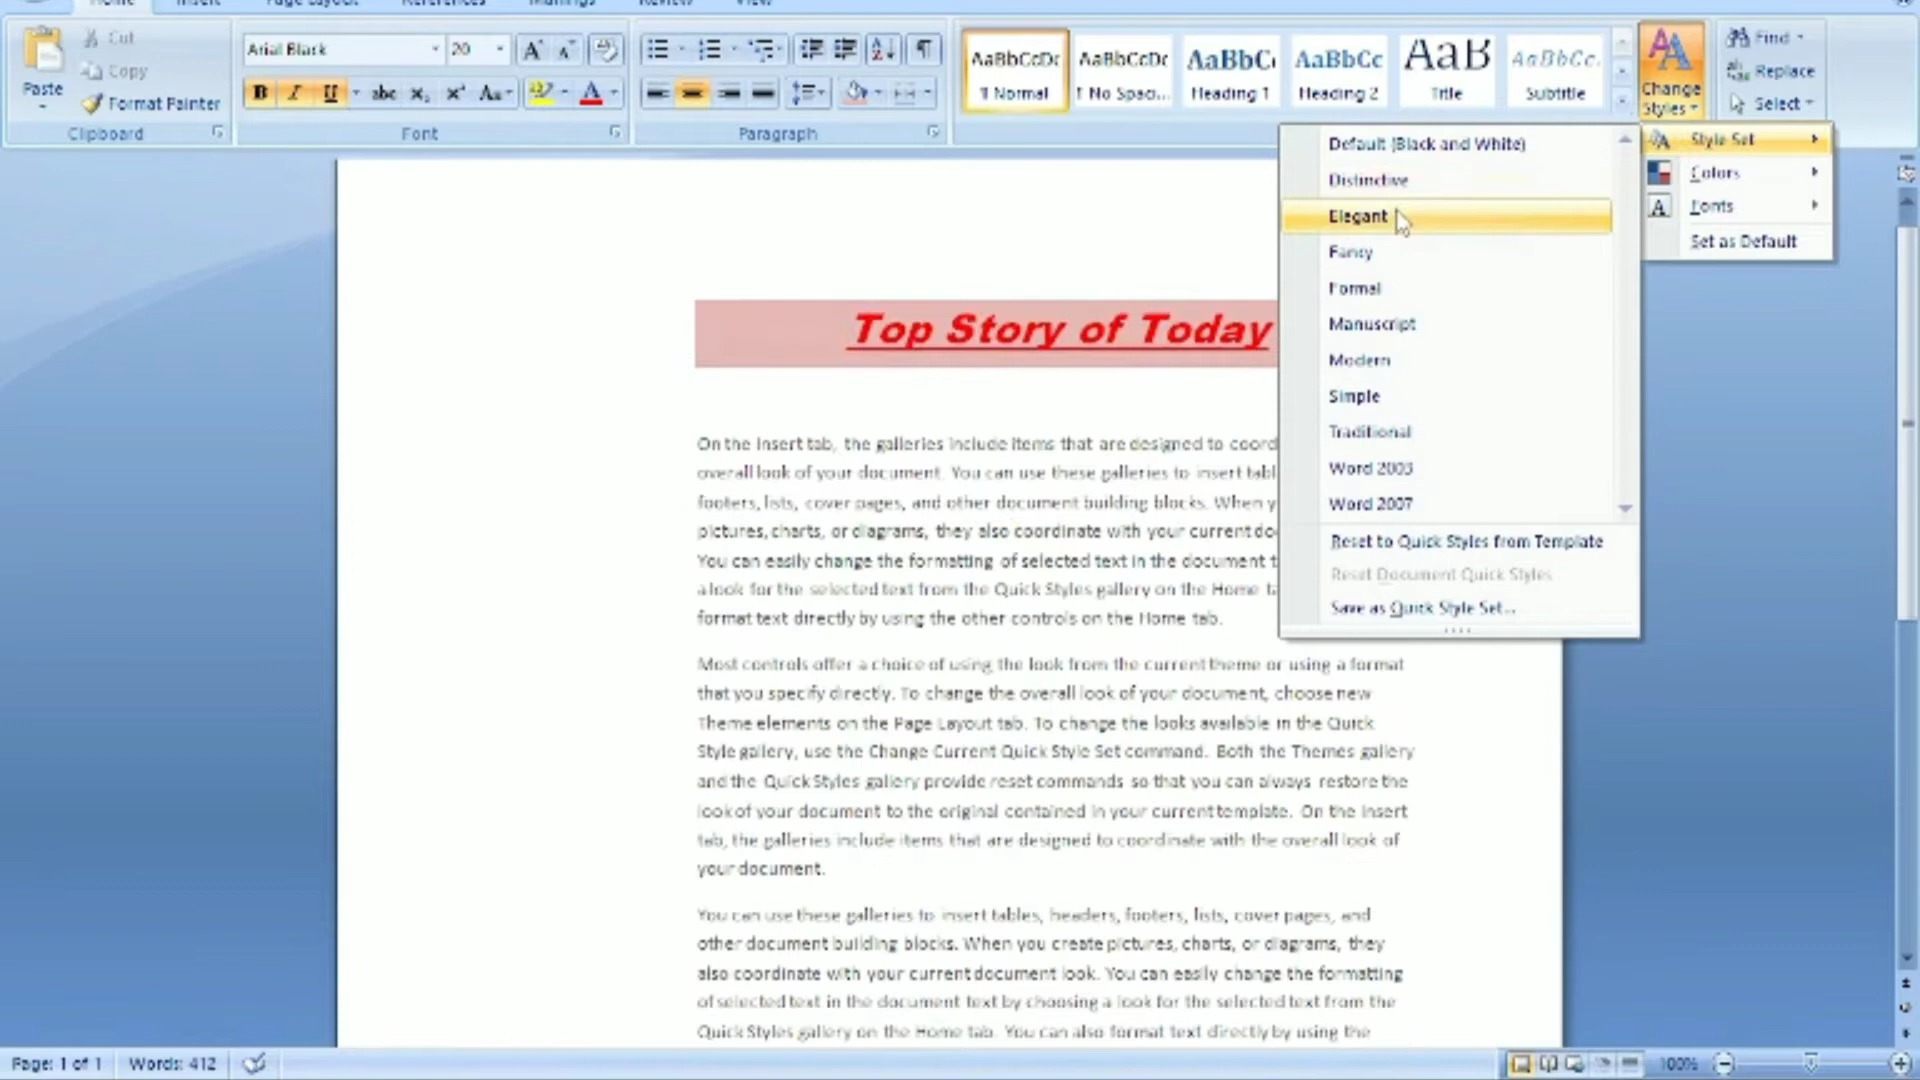 Home Insert Page Layout References Mailings Review View
Paste
Cut
Copy
Format Painter
Clipboard
Arial Black 20
B I U abc x₂ x² Aa
Font
Paragraph
AaBbCcDc AaBbCcDc AaBbC AaBbCc AaB AaBbCc.
¶ Normal ¶ No Spaci... Heading 1 Heading 2 Title Subtitle
Change Styles
Find
Replace
Select
Style Set
Colors
Fonts
Set as Default
Default (Black and White)
Distinctive
Elegant
Fancy
Formal
Manuscript
Modern
Simple
Traditional
Word 2003
Word 2007
Reset to Quick Styles from Template
Reset Document Quick Styles
Save as Quick Style Set...
Top Story of Today
On the Insert tab, the galleries include items that are designed to coord
overall look of your document. You can use these galleries to insert tabl
footers, lists, cover pages, and other document building blocks. When y
pictures, charts, or diagrams, they also coordinate with your current do
You can easily change the formatting of selected text in the document t
a look for the selected text from the Quick Styles gallery on the Home ta
format text directly by using the other controls on the Home tab.
Most controls offer a choice of using the look from the current theme or using a format
that you specify directly. To change the overall look of your document, choose new
Theme elements on the Page Layout tab. To change the looks available in the Quick
Style gallery, use the Change Current Quick Style Set command. Both the Themes gallery
and the Quick Styles gallery provide reset commands so that you can always restore the
look of your document to the original contained in your current template. On the Insert
tab, the galleries include items that are designed to coordinate with the overall look of
your document.
You can use these galleries to insert tables, headers, footers, lists, cover pages, and
other document building blocks. When you create pictures, charts, or diagrams, they
also coordinate with your current document look. You can easily change the formatting
of selected text in the document text by choosing a look for the selected text from the
Quick Styles gallery on the Home tab. You can also format text directly by using the
Page: 1 of 1 Words: 412 100%